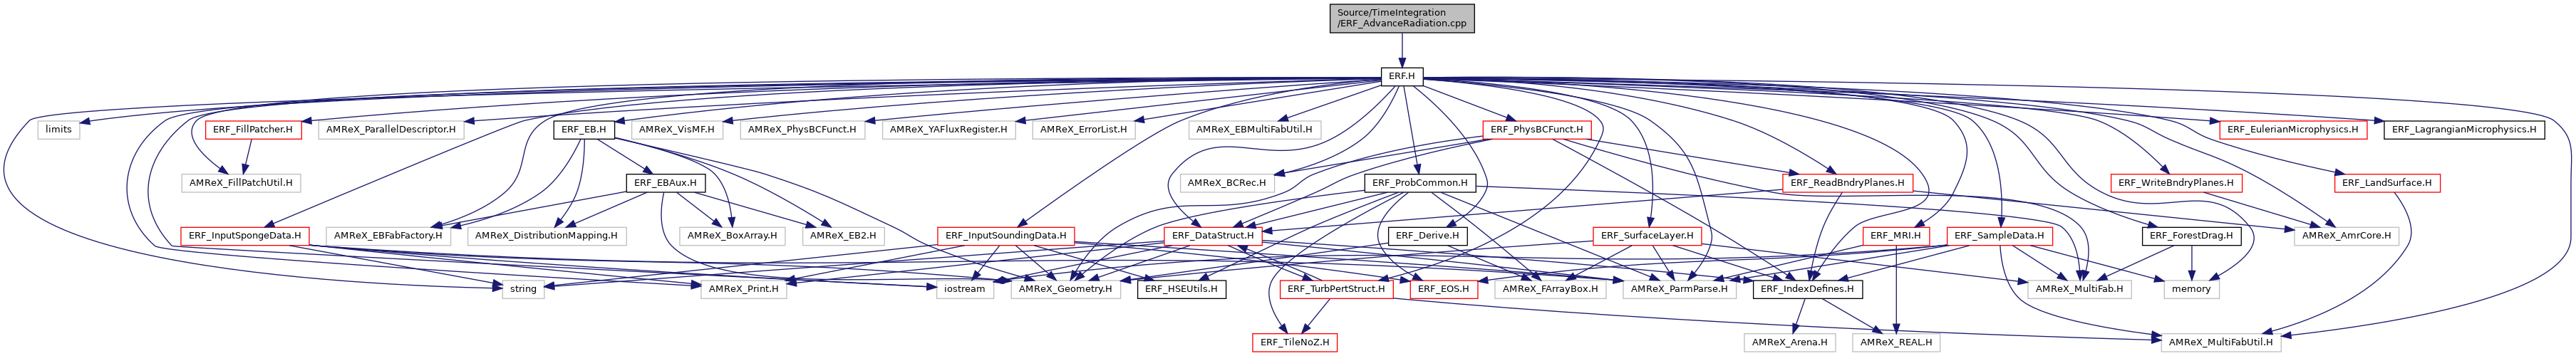 Source/TimeIntegration
/ERF_AdvanceRadiation.cpp
ERF.H
limits
ERF_FillPatcher.H
AMReX_ParallelDescriptor.H
ERF_EB.H
AMReX_VisMF.H
AMReX_PhysBCFunct.H
AMReX_YAFluxRegister.H
AMReX_ErrorList.H
AMReX_EBMultiFabUtil.H
ERF_PhysBCFunct.H
ERF_EulerianMicrophysics.H
ERF_LagrangianMicrophysics.H
AMReX_FillPatchUtil.H
ERF_EBAux.H
AMReX_BCRec.H
ERF_ProbCommon.H
ERF_ReadBndryPlanes.H
ERF_WriteBndryPlanes.H
ERF_LandSurface.H
ERF_InputSpongeData.H
AMReX_EBFabFactory.H
AMReX_DistributionMapping.H
AMReX_BoxArray.H
AMReX_EB2.H
ERF_InputSoundingData.H
ERF_DataStruct.H
ERF_Derive.H
ERF_SurfaceLayer.H
ERF_MRI.H
ERF_SampleData.H
ERF_ForestDrag.H
AMReX_AmrCore.H
string
AMReX_Print.H
iostream
AMReX_Geometry.H
ERF_HSEUtils.H
ERF_TurbPertStruct.H
ERF_EOS.H
AMReX_FArrayBox.H
AMReX_ParmParse.H
ERF_IndexDefines.H
AMReX_MultiFab.H
memory
ERF_TileNoZ.H
AMReX_Arena.H
AMReX_REAL.H
AMReX_MultiFabUtil.H